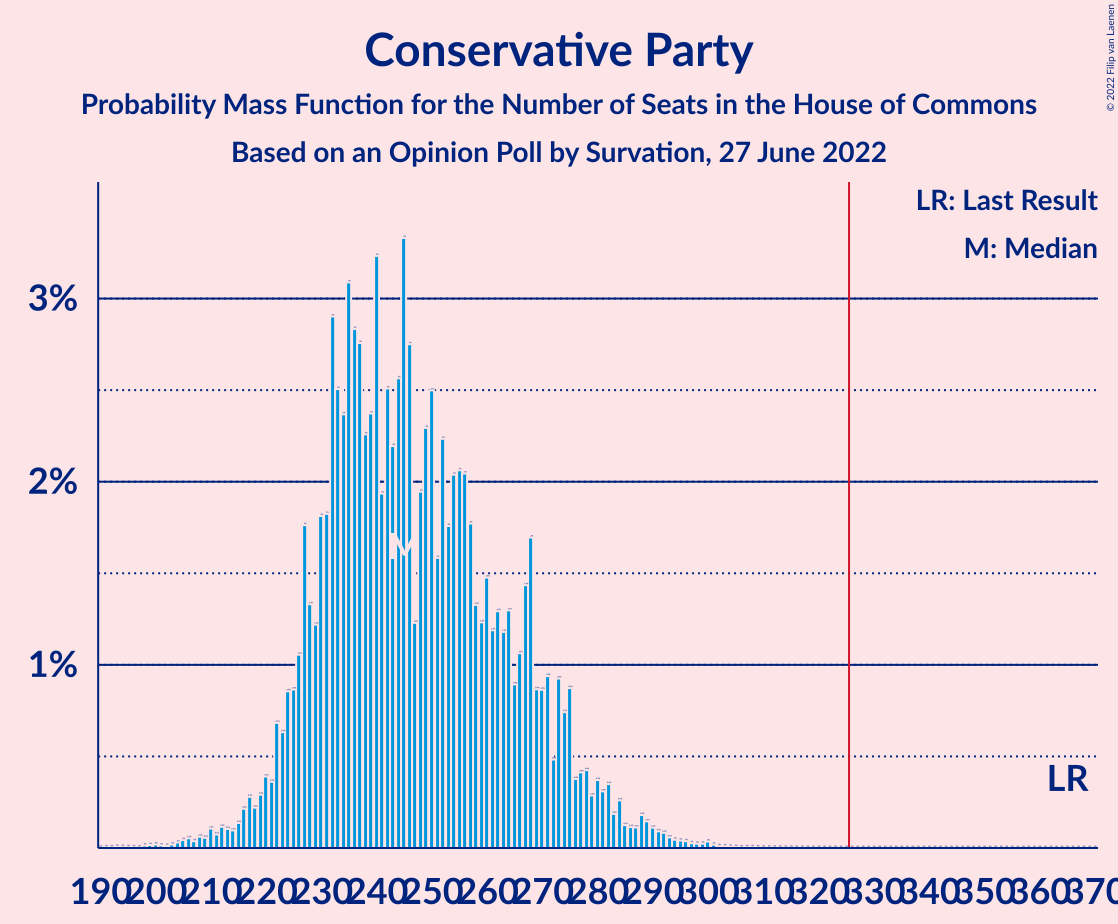 Conservative Party
Probability Mass Function for the Number of Seats in the House of Commons
Based on an Opinion Poll by Survation, 27 June 2022
© 2022 Filip van Laenen
LR: Last Result
M: Median
3%
2%
1%
M
LR
190 200 210 220 230 240 250 260 270 280 290 300 310 320 330 340 350 360 370